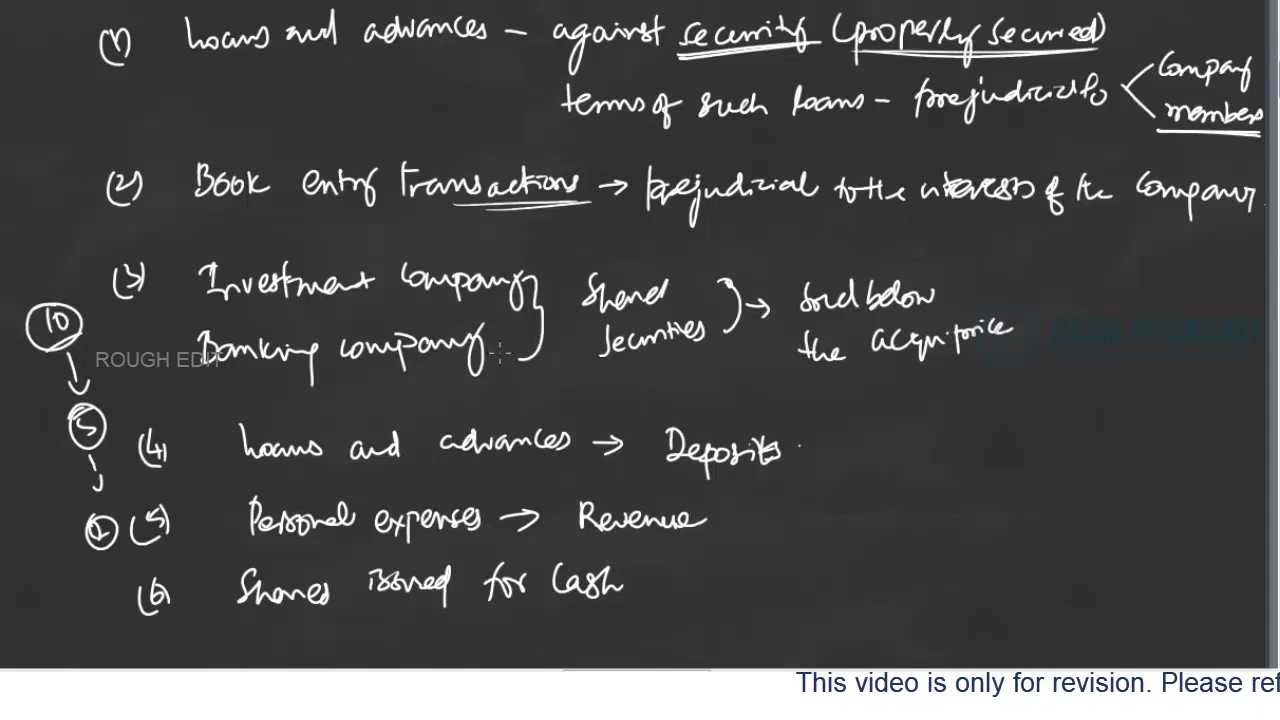 (1) Loans and advances – against security (properly secured)
terms of such loans – prejudicial to
Company
members
(2) Book entry transactions → prejudicial to the interests of the Company.
(3) Investment Company
Banking Company
Shares
Securities
→ sold below
the acqn price
10
ROUGH EDIT
5
(4) Loans and advances → Deposits
(5) Personal expenses → Revenue
(6) Shares issued for Cash
This video is only for revision. Please ref